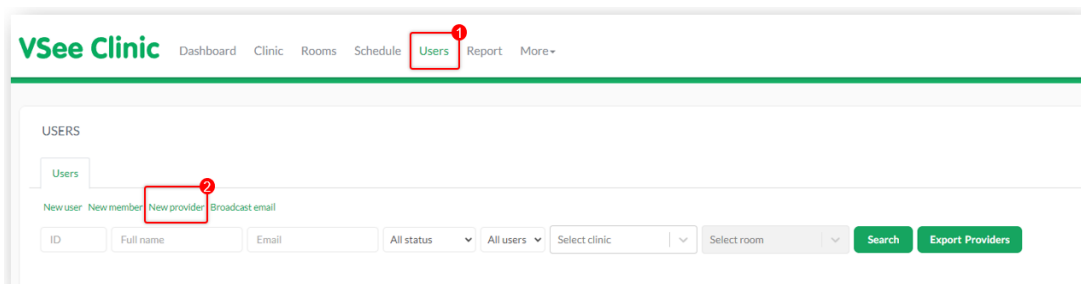 VSee Clinic Dashboard Clinic Rooms Schedule Users Report More
1
USERS
Users
2
New user New member New provider Broadcast email
ID Full name Email All status All users Select clinic Select room Search Export Providers